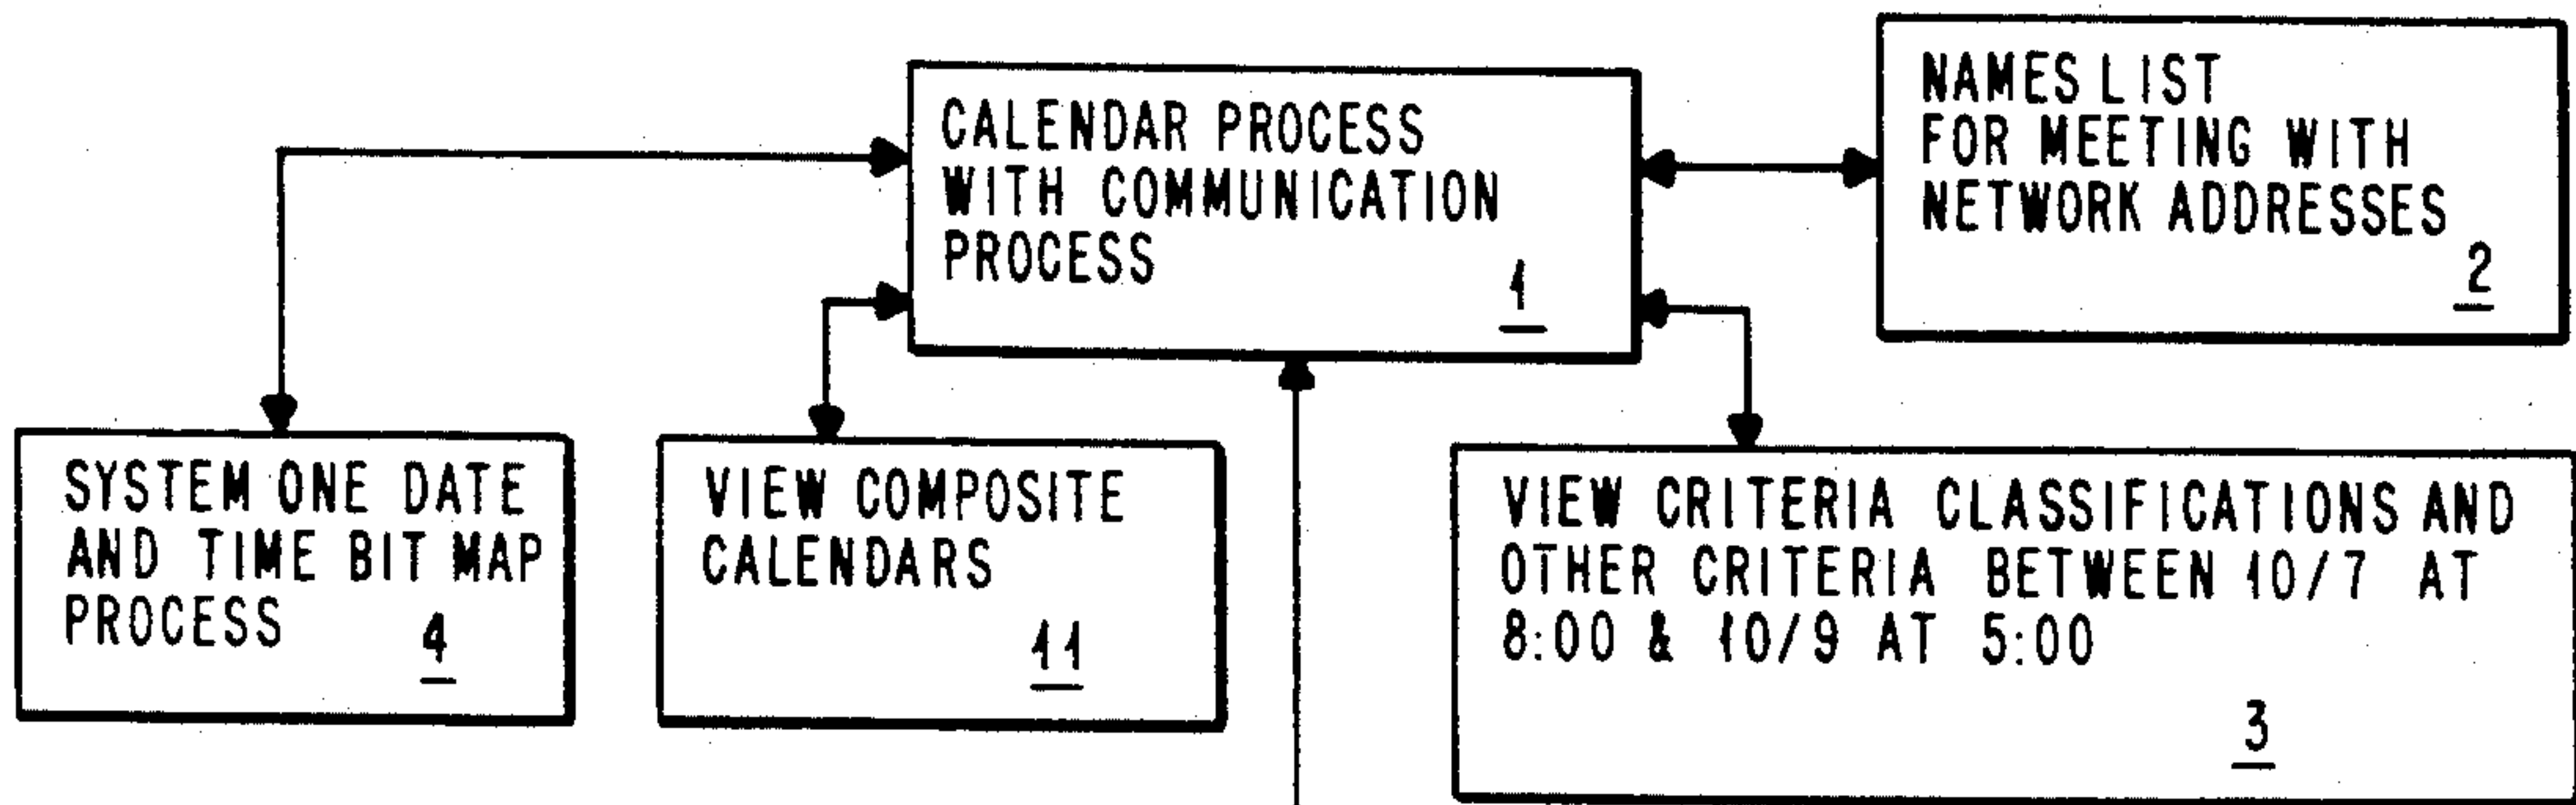 CALENDAR PROCESS
WITH COMMUNICATION
PROCESS
1
NAMES LIST
FOR MEETING WITH
NETWORK ADDRESSES
2
SYSTEM ONE DATE
AND TIME BIT MAP
PROCESS
4
VIEW COMPOSITE
CALENDARS
11
VIEW CRITERIA CLASSIFICATIONS AND
OTHER CRITERIA BETWEEN 10/7 AT
8:00 & 10/9 AT 5:00
3